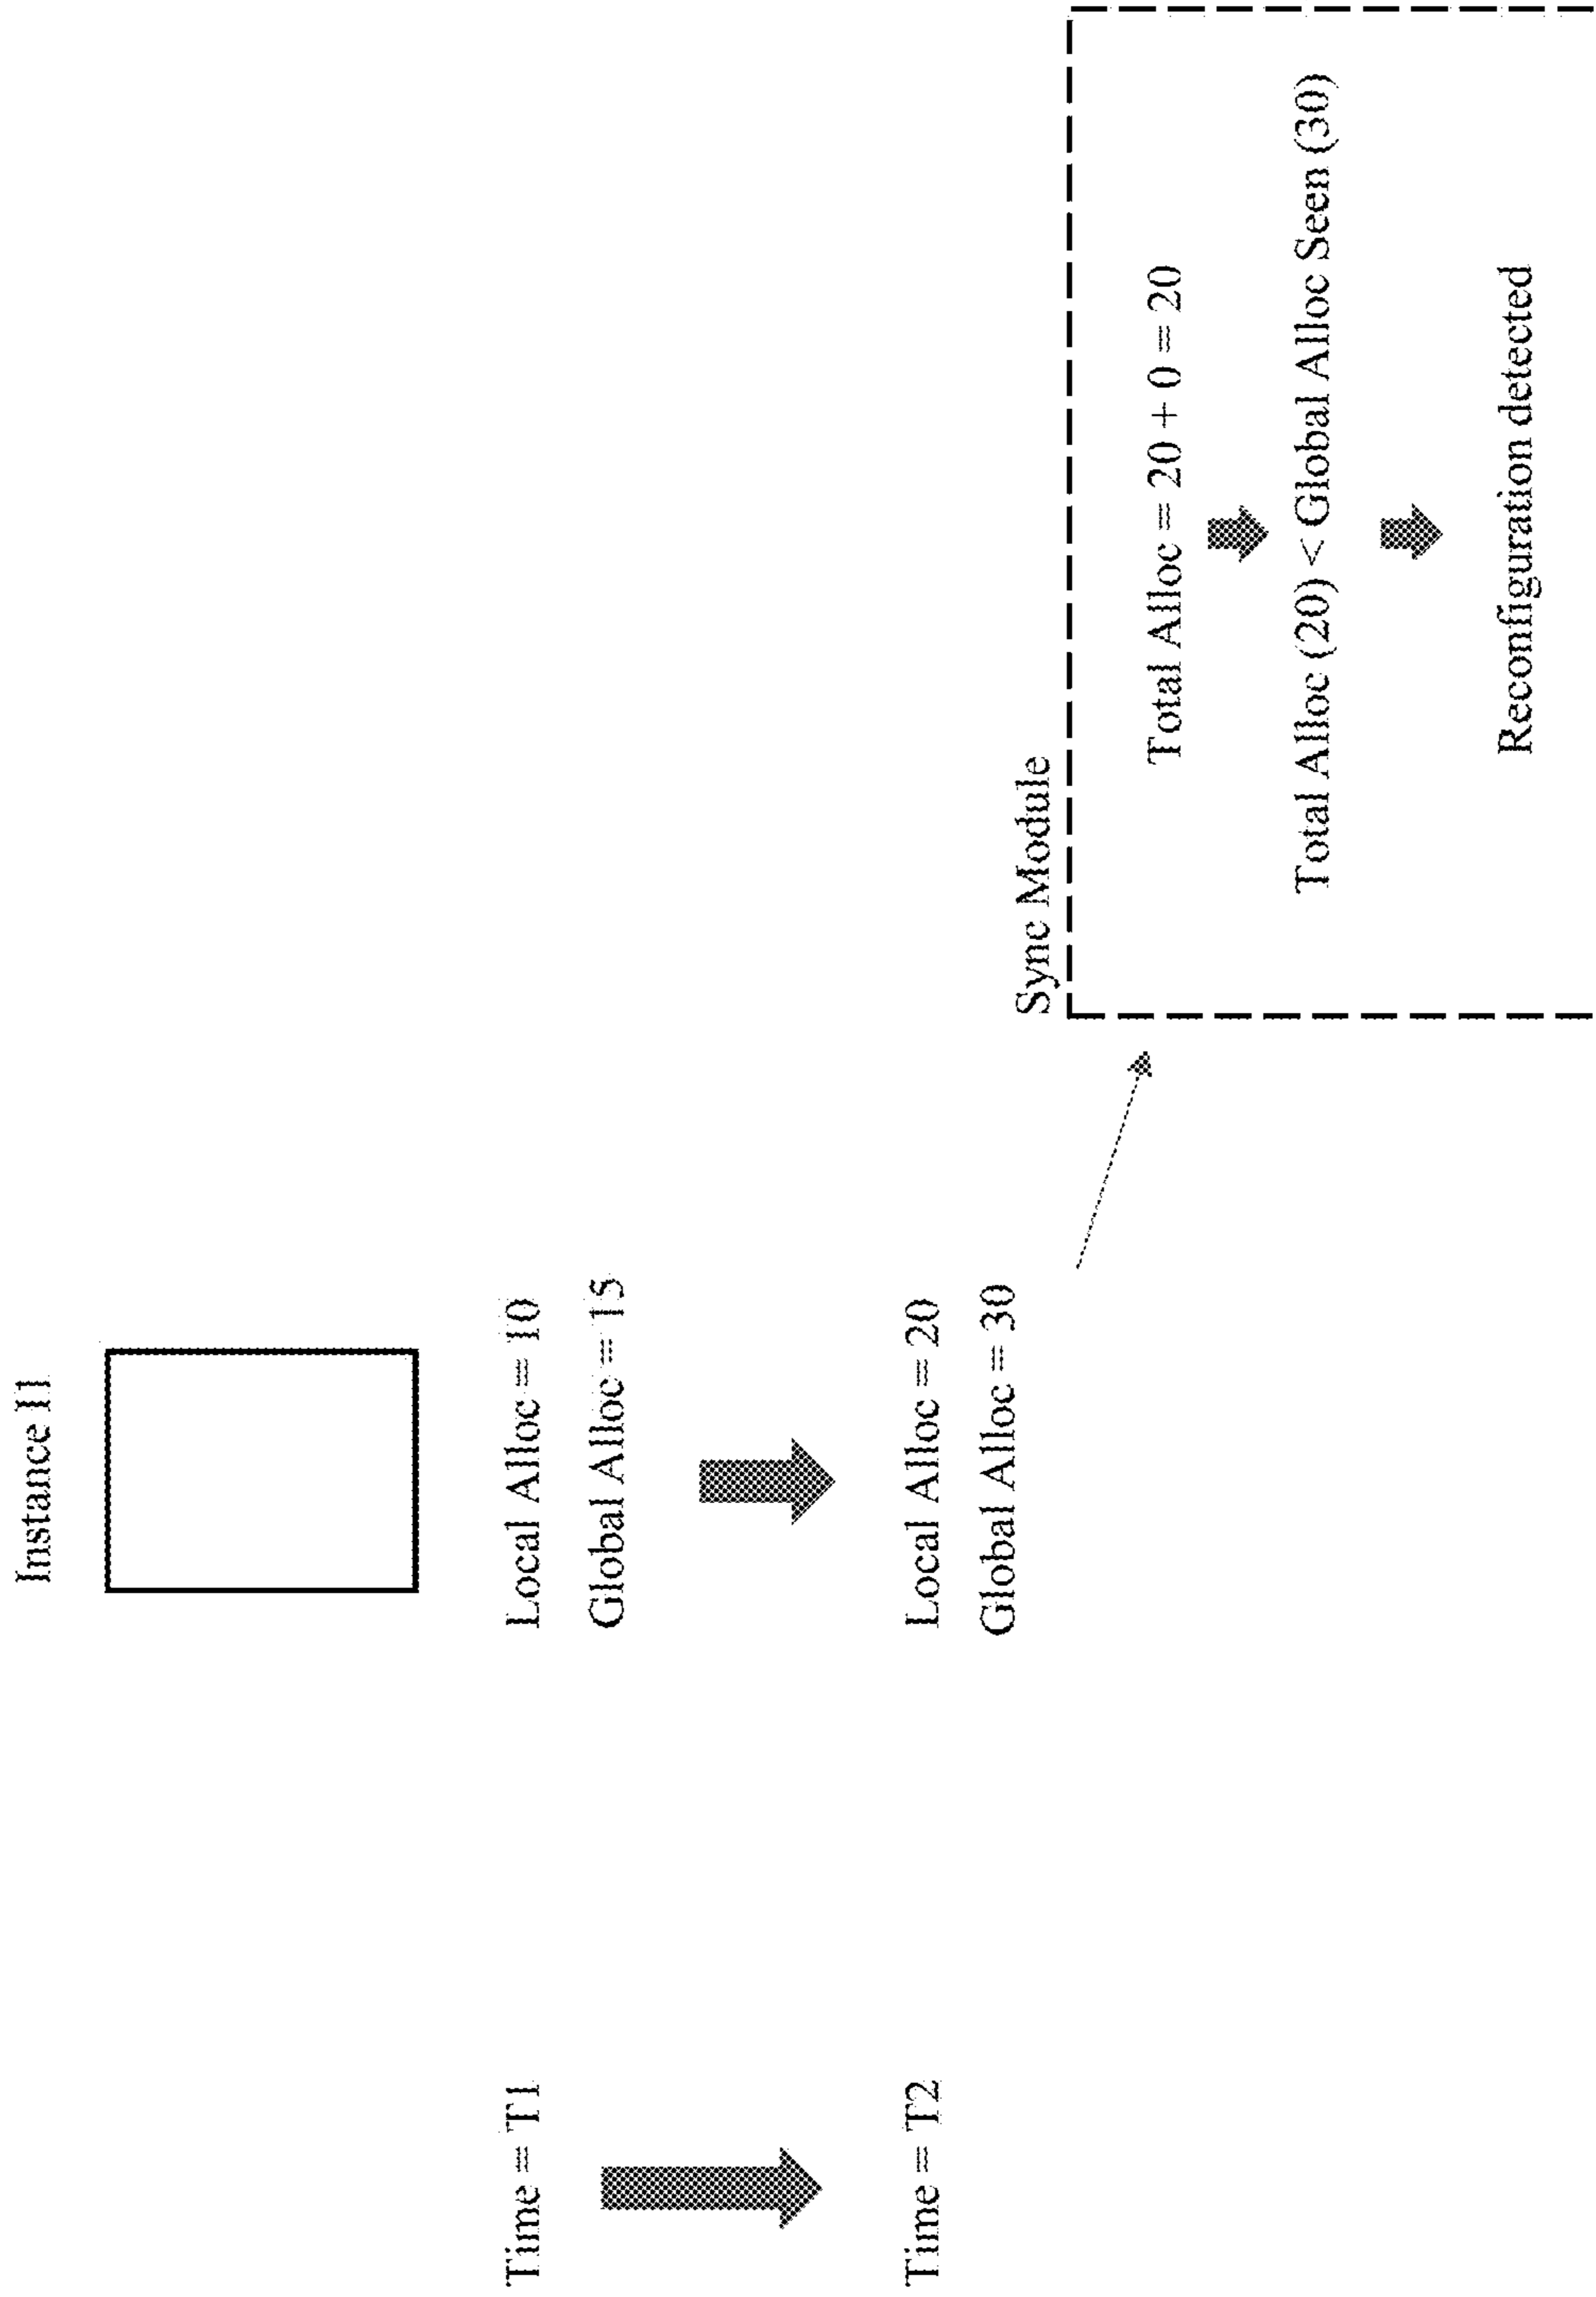 Instance I1
Time = T1
Local Alloc = 10
Global Alloc = 15
Time = T2
Local Alloc = 20
Global Alloc = 30
Sync Module
Total Alloc = 20 + 0 = 20
Total Alloc (20) < Global Alloc Seen (30)
Reconfiguration detected